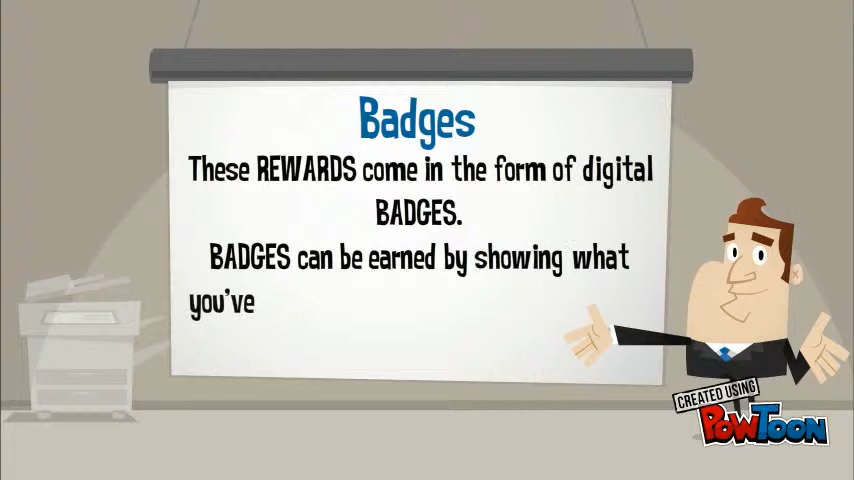 Badges
These REWARDS come in the form of digital
BADGES.
BADGES can be earned by showing what
you've
CREATED USING
POWTOON